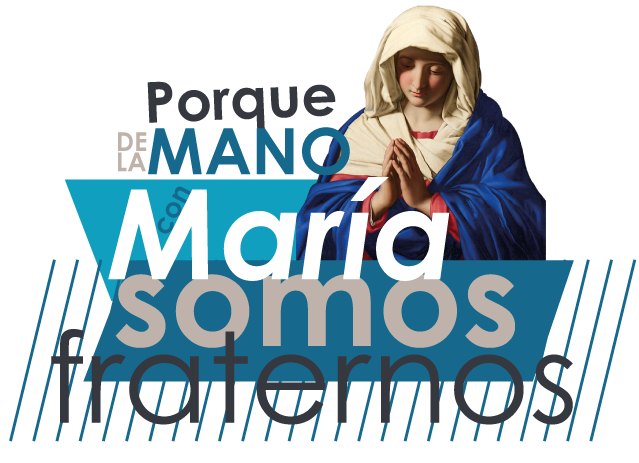 Porque
DE LA MANO
con
María
somos
fraternos